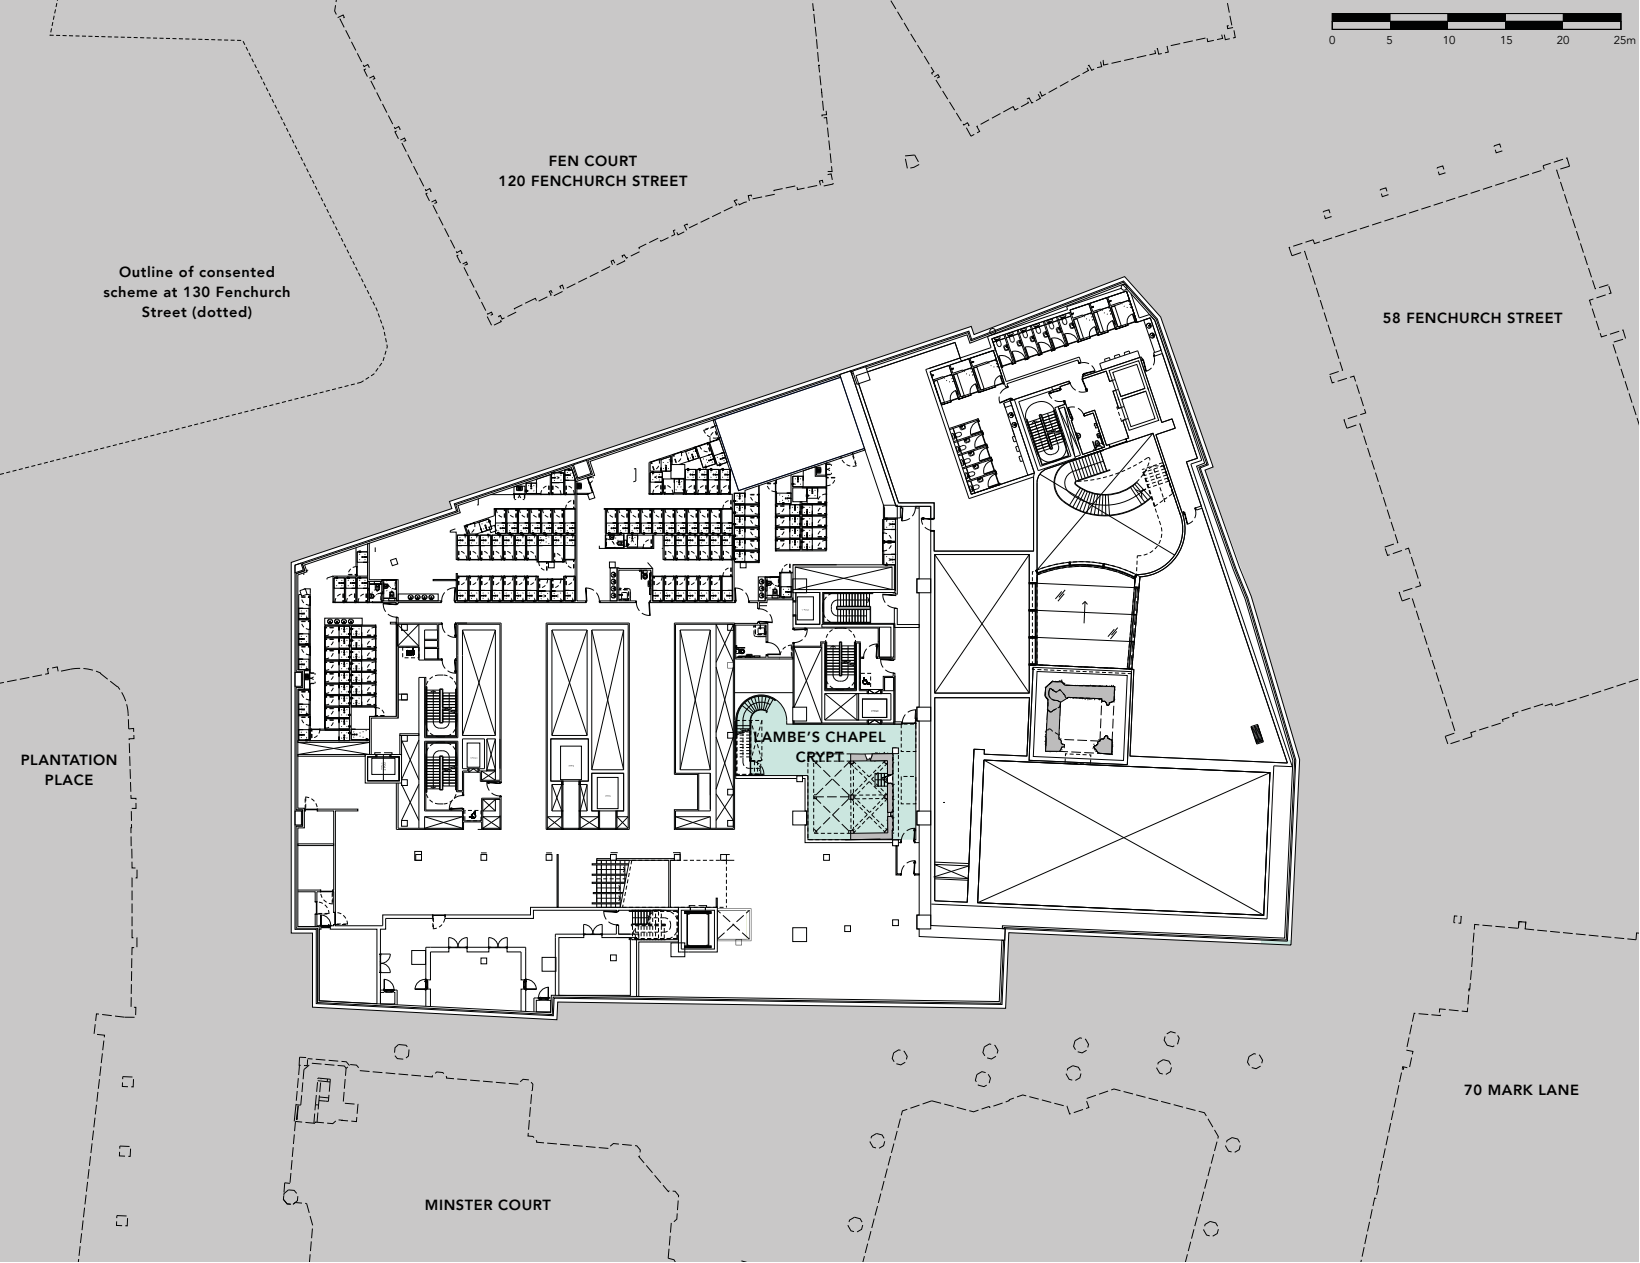 0 5 10 15 20 25m
FEN COURT
120 FENCHURCH STREET
Outline of consented
scheme at 130 Fenchurch
Street (dotted)
58 FENCHURCH STREET
LAMBE'S CHAPEL
CRYPT
PLANTATION
PLACE
70 MARK LANE
MINSTER COURT